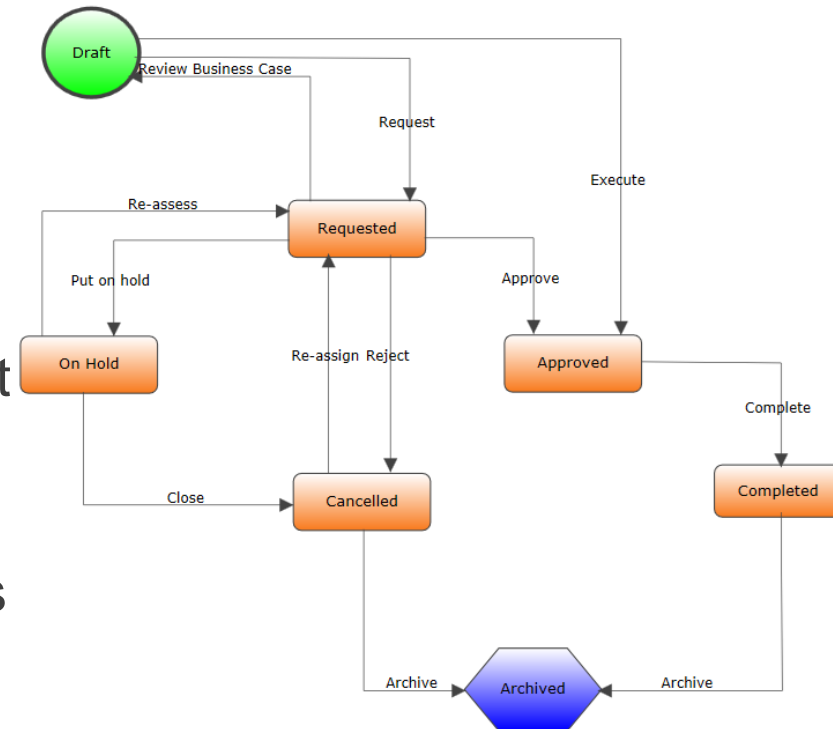 Draft
Review Business Case
Request
Execute
Re-assess
Requested
Put on hold
Approve
On Hold
Re-assign
Reject
Approved
t
Complete
Close
Cancelled
Completed
s
Archive
Archived
Archive